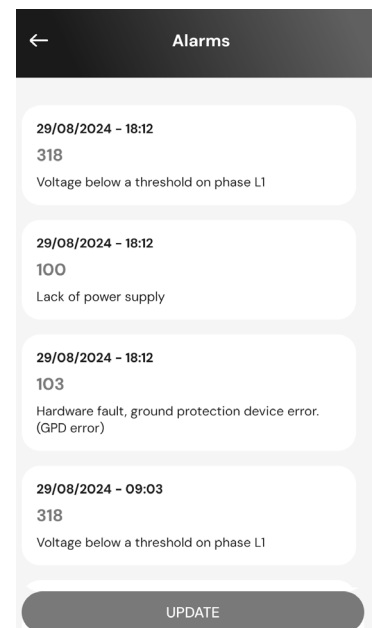 Alarms
29/08/2024 - 18:12
318
Voltage below a threshold on phase L1
29/08/2024 - 18:12
100
Lack of power supply
29/08/2024 - 18:12
103
Hardware fault, ground protection device error.
(GPD error)
29/08/2024 - 09:03
318
Voltage below a threshold on phase L1
UPDATE